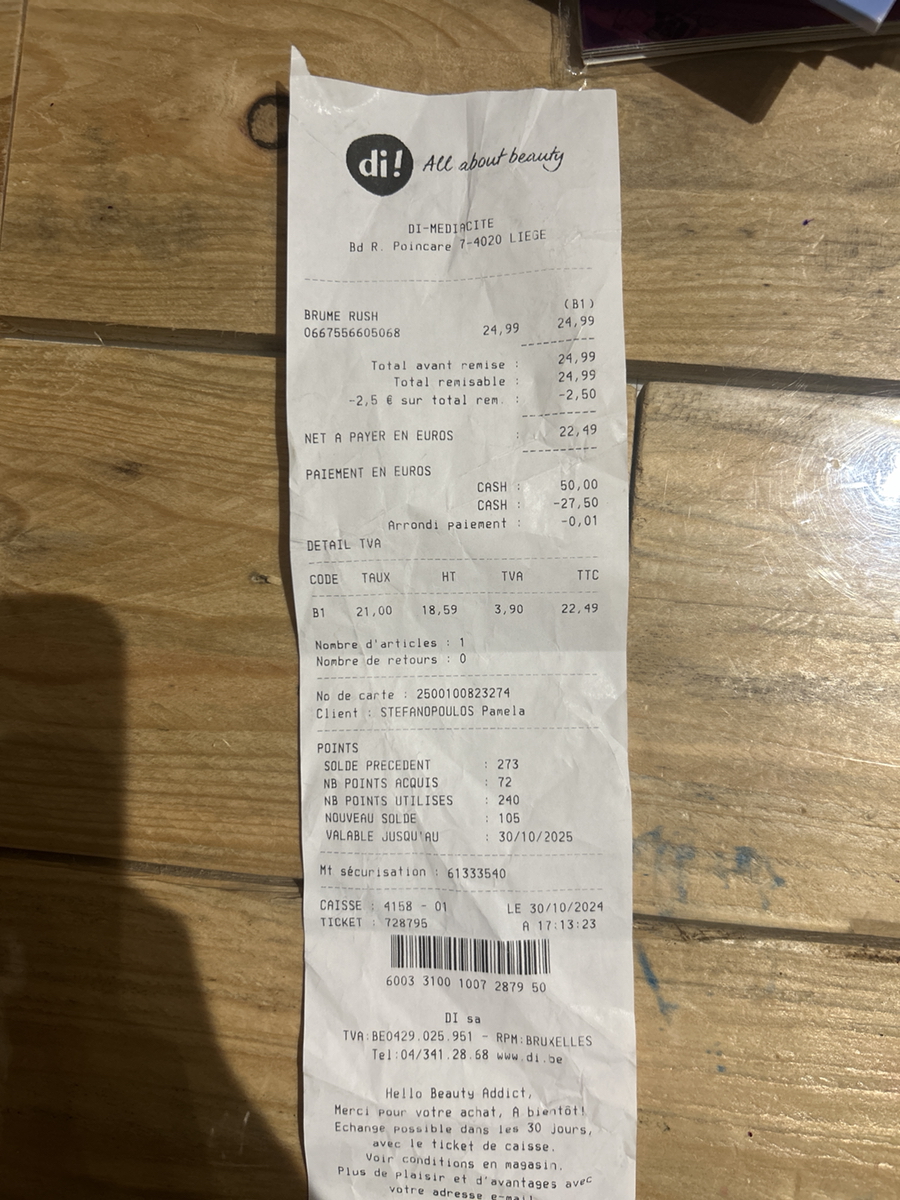 di! All about beauty
DI-MEDIACITE
Bd R. Poincare 7-4020 LIEGE
(B1)
BRUME RUSH
0667556605068 24,99 24,99
Total avant remise : 24,99
Total remisable : 24,99
-2,5 € sur total rem. : -2,50
NET A PAYER EN EUROS : 22,49
PAIEMENT EN EUROS
CASH : 50,00
CASH : -27,50
Arrondi paiement : -0,01
DETAIL TVA
CODE TAUX HT TVA TTC
B1 21,00 18,59 3,90 22,49
Nombre d'articles : 1
Nombre de retours : 0
No de carte : 2500100823274
Client : STEFANOPOULOS Pamela
POINTS
SOLDE PRECEDENT : 273
NB POINTS ACQUIS : 72
NB POINTS UTILISES : 240
NOUVEAU SOLDE : 105
VALABLE JUSQU'AU : 30/10/2025
Mt sécurisation : 61333540
CAISSE : 4158 - 01 LE 30/10/2024
TICKET : 728795 A 17:13:23
6003 3100 1007 2879 50
DI sa
TVA:BE0429.025.951 - RPM:BRUXELLES
Tel:04/341.28.68 www.di.be
Hello Beauty Addict,
Merci pour votre achat, A bientôt!
Echange possible dans les 30 jours,
avec le ticket de caisse.
Voir conditions en magasin.
Plus de plaisir et d'avantages avec
votre adresse e-mail